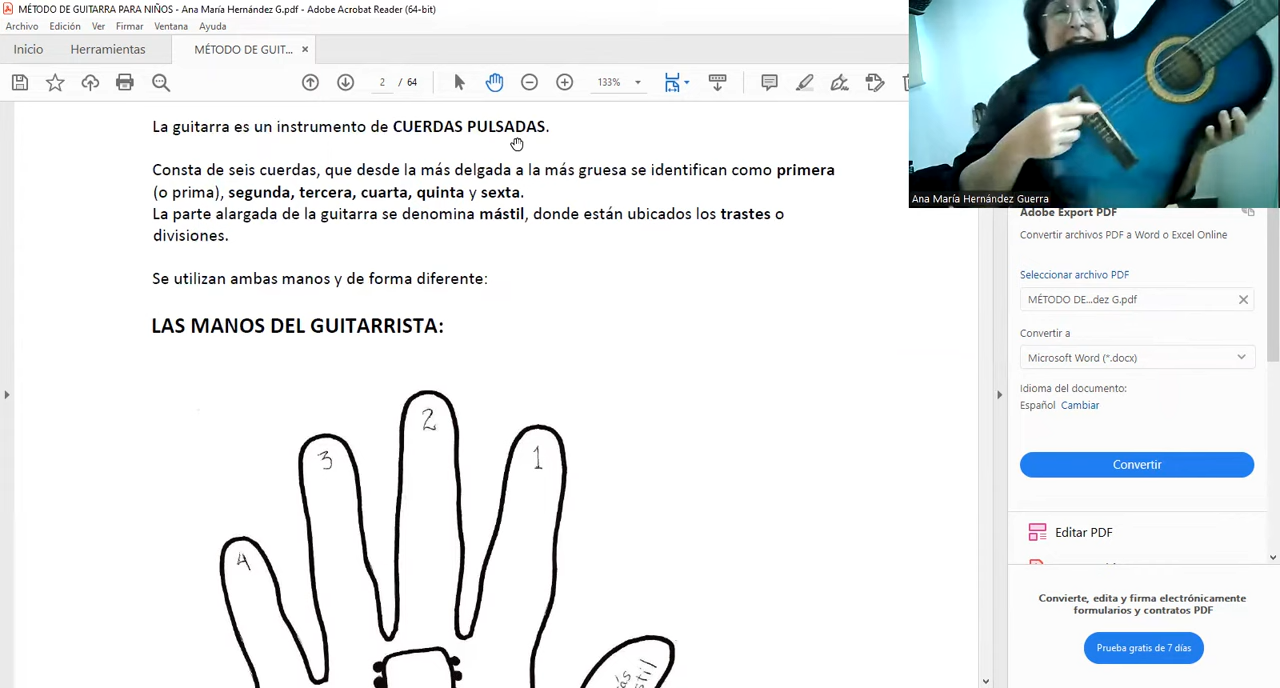 MÉTODO DE GUITARRA PARA NIÑOS - Ana María Hernández G.pdf - Adobe Acrobat Reader (64-bit)
Archivo Edición Ver Firmar Ventana Ayuda
Inicio Herramientas MÉTODO DE GUIT... ×
2 / 64 133%
La guitarra es un instrumento de CUERDAS PULSADAS.
Consta de seis cuerdas, que desde la más delgada a la más gruesa se identifican como primera
(o prima), segunda, tercera, cuarta, quinta y sexta.
La parte alargada de la guitarra se denomina mástil, donde están ubicados los trastes o
divisiones.
Se utilizan ambas manos y de forma diferente:
LAS MANOS DEL GUITARRISTA:
2
3
1
4
Ana María Hernández Guerra
Adobe Export PDF
Convertir archivos PDF a Word o Excel Online
Seleccionar archivo PDF
MÉTODO DE...dez G.pdf
Convertir a
Microsoft Word (*.docx)
Idioma del documento:
Español Cambiar
Convertir
Editar PDF
Convierte, edita y firma electrónicamente
formularios y contratos PDF
Prueba gratis de 7 días